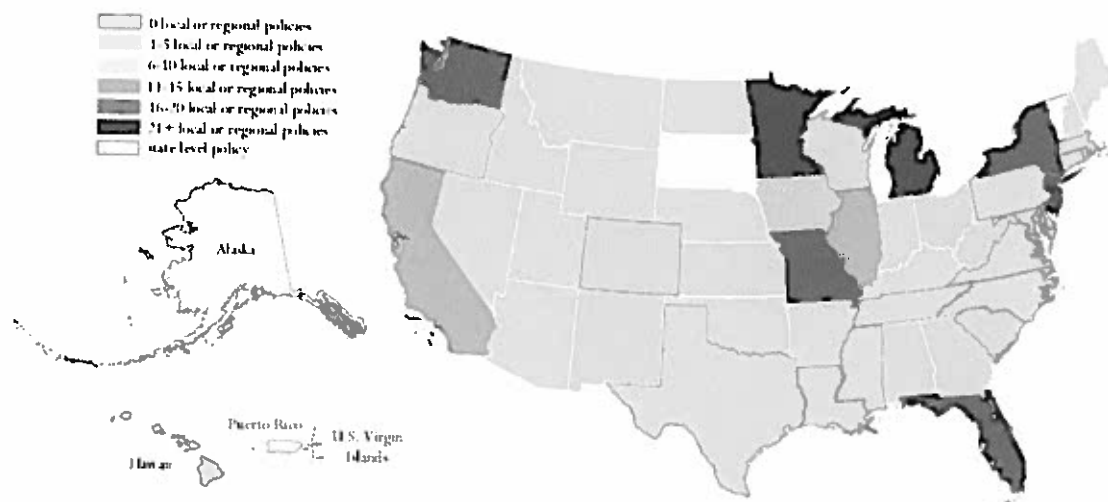 0 local or regional policies
1-5 local or regional policies
6-10 local or regional policies
11-15 local or regional policies
16-20 local or regional policies
21+ local or regional policies
state level policy
Alaska
Puerto Rico
U.S. Virgin
Islands
Hawaii